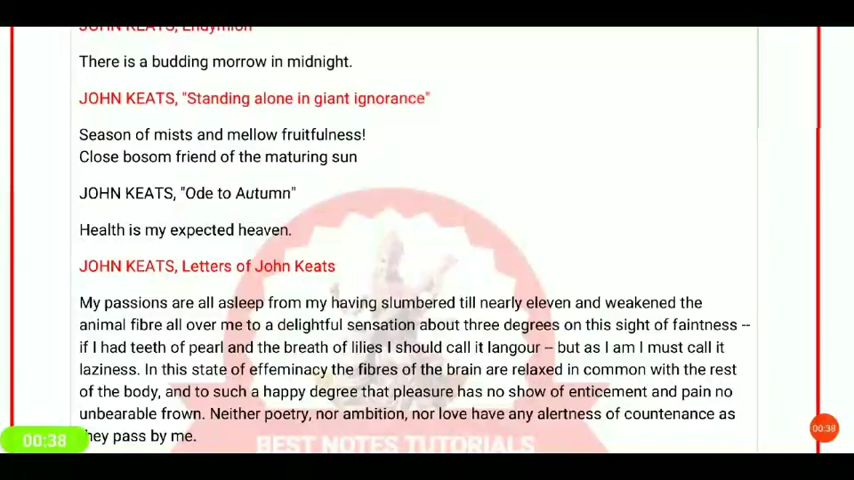 JOHN KEATS, Endymion
There is a budding morrow in midnight.
JOHN KEATS, "Standing alone in giant ignorance"
Season of mists and mellow fruitfulness!
Close bosom friend of the maturing sun
JOHN KEATS, "Ode to Autumn"
Health is my expected heaven.
JOHN KEATS, Letters of John Keats
My passions are all asleep from my having slumbered till nearly eleven and weakened the
animal fibre all over me to a delightful sensation about three degrees on this sight of faintness --
if I had teeth of pearl and the breath of lilies I should call it langour -- but as I am I must call it
laziness. In this state of effeminacy the fibres of the brain are relaxed in common with the rest
of the body, and to such a happy degree that pleasure has no show of enticement and pain no
unbearable frown. Neither poetry, nor ambition, nor love have any alertness of countenance as
they pass by me.
BEST NOTES TUTORIALS
00:38
00:38